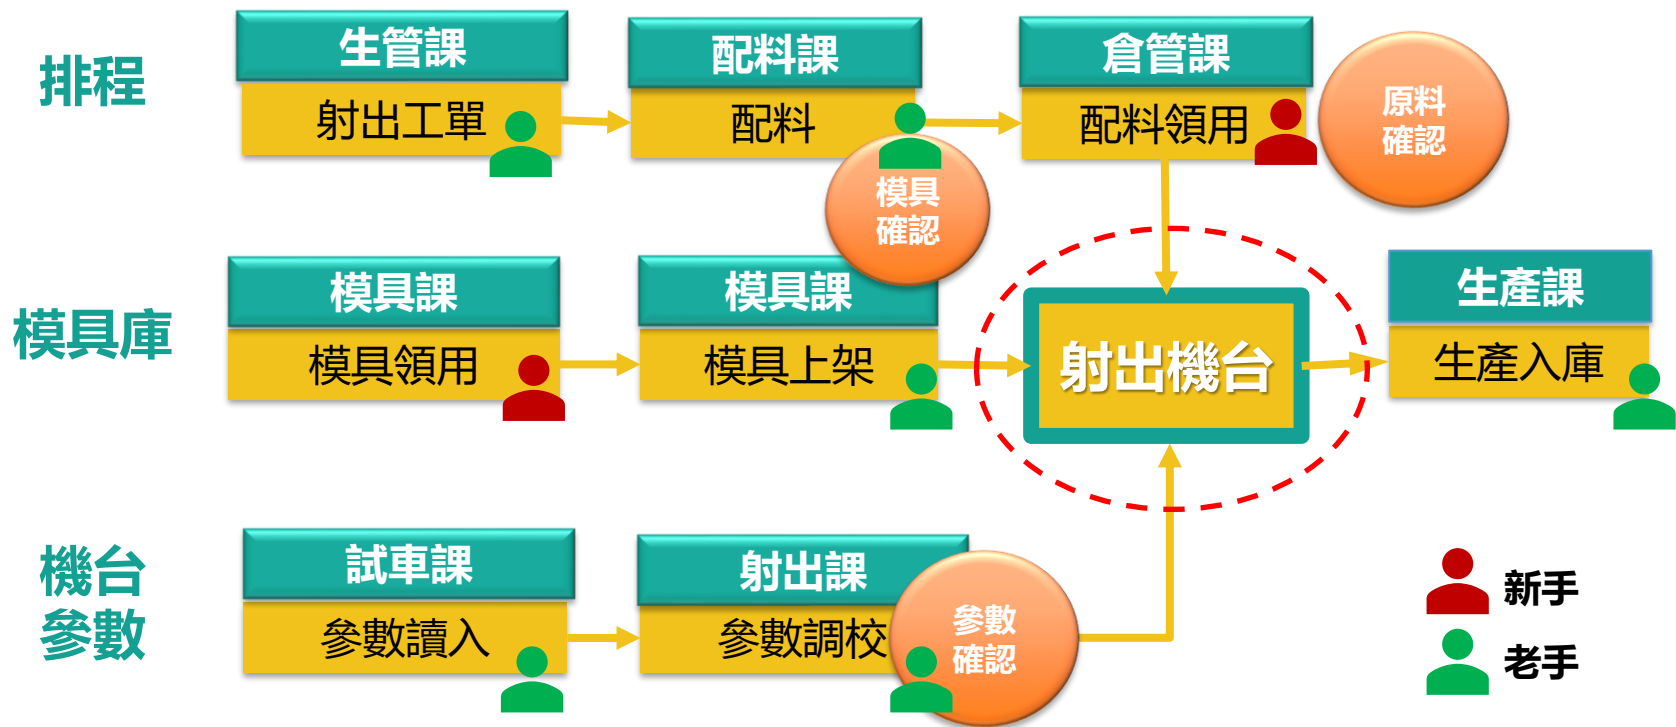 排程
生管課
射出工單
配料課
配料
倉管課
配料領用
原料
確認
模具
確認
模具庫
模具課
模具領用
模具課
模具上架
射出機台
生產課
生產入庫
機台
參數
試車課
參數讀入
射出課
參數調校
參數
確認
新手
老手